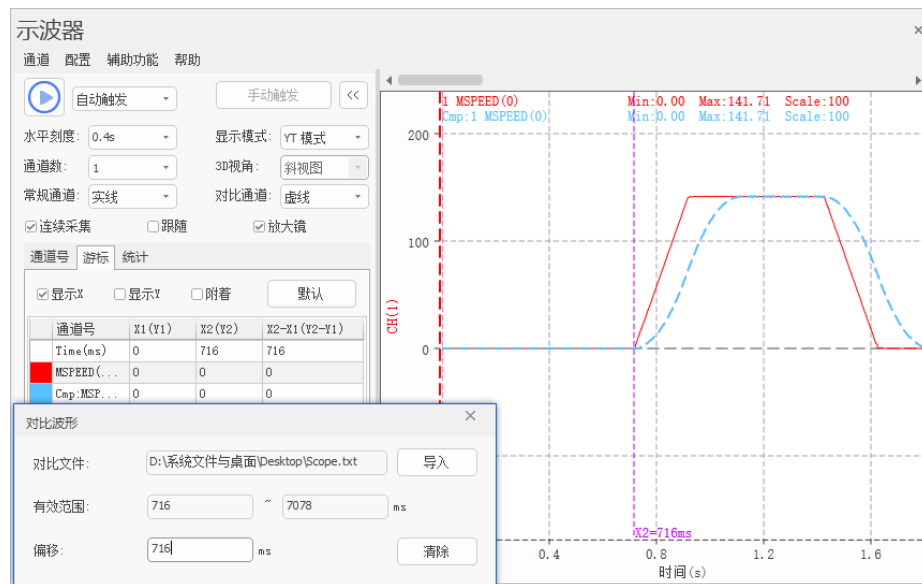 示波器
通道 配置 辅助功能 帮助
自动触发 手动触发 <<
水平刻度: 0.4s 显示模式: YT 模式
通道数: 1 3D视角: 斜视图
常规通道: 实线 对比通道: 虚线
连续采集 跟随 放大镜
通道号 游标 统计
显示X 显示Y 附着 默认
通道号 X1(Y1) X2(Y2) X2-X1(Y2-Y1)
Time(ms) 0 716 716
MSPEED(... 0 0 0
Cmp:MSP... 0 0 0
对比波形
对比文件: D:\系统文件与桌面\Desktop\Scope.txt 导入
有效范围: 716 ~ 7078 ms
偏移: 716 ms 清除
1 MSPEED(0) Min:0.00 Max:141.71 Scale:100
Cmp:1 MSPEED(0) Min:0.00 Max:141.71 Scale:100
200
100
0
CH(1)
X2=716ms
0.4 0.8 1.2 1.6
时间(s)